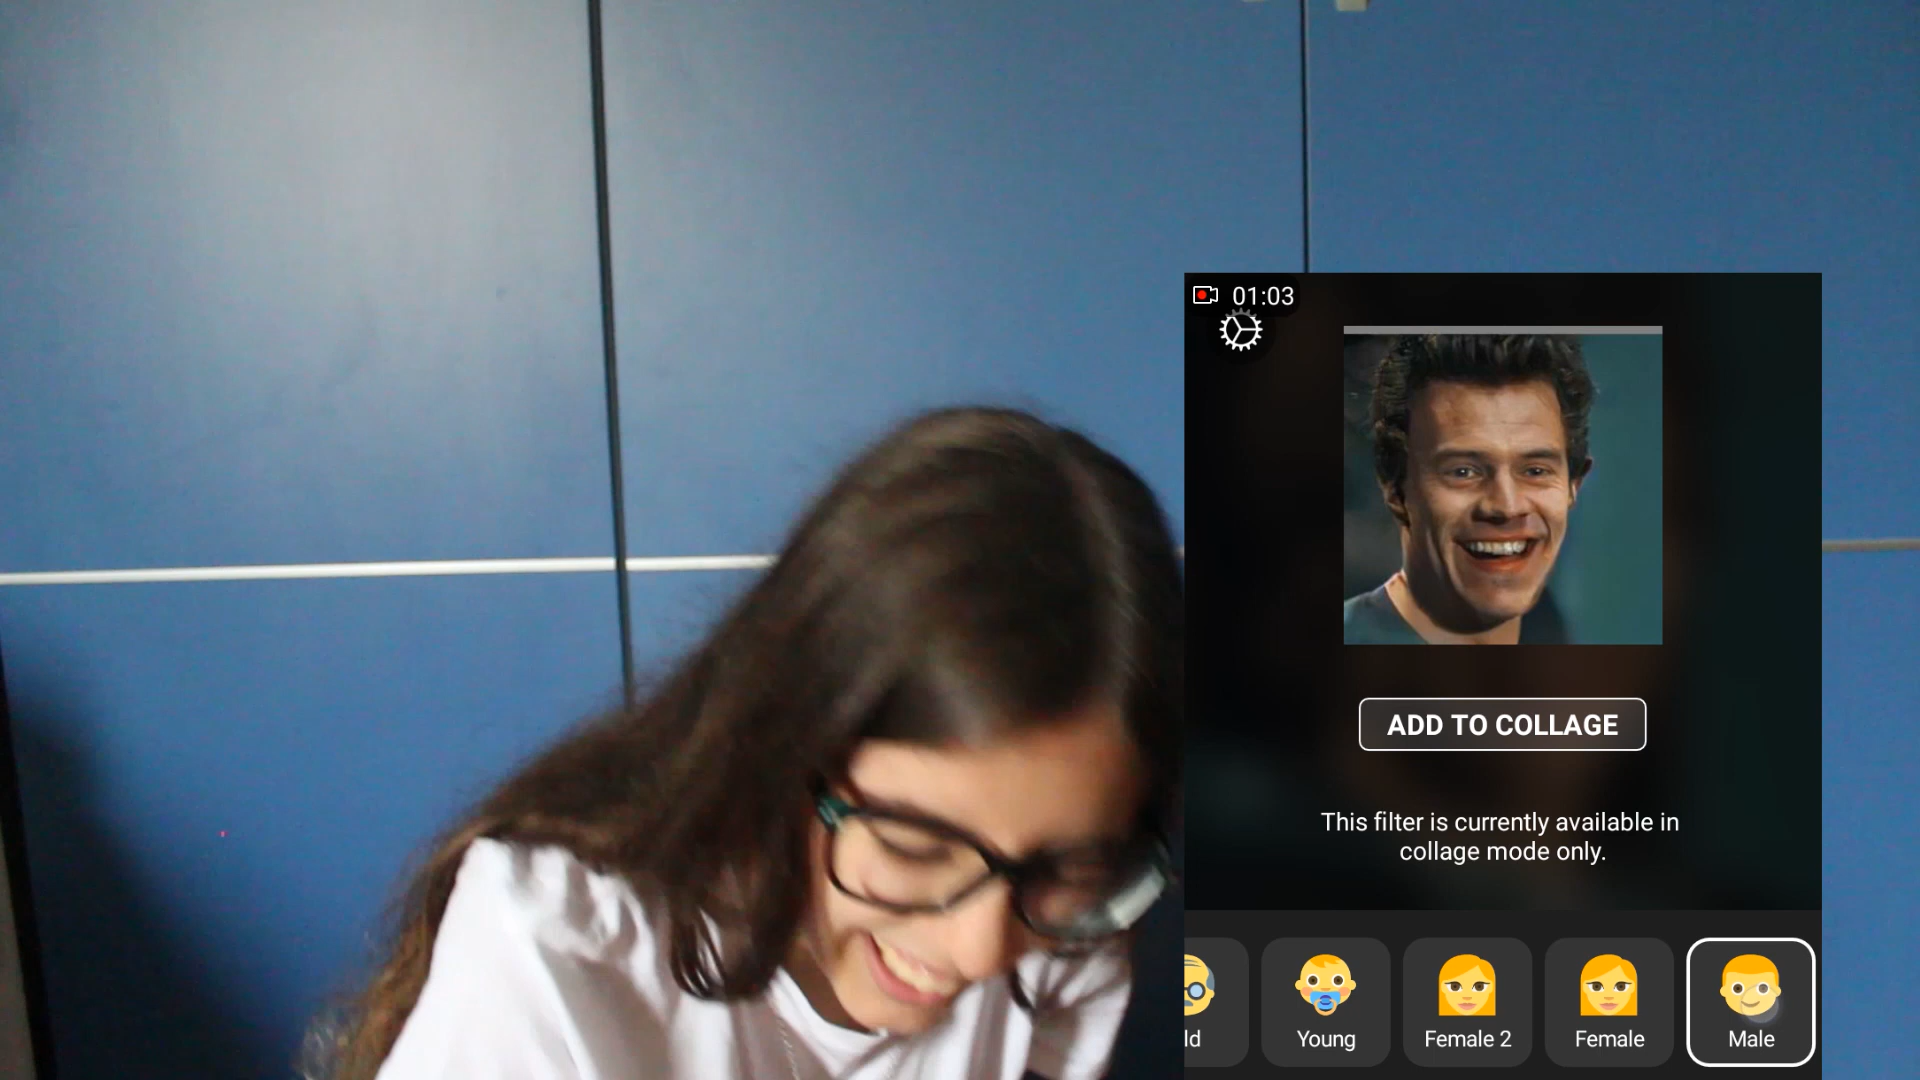 01:03
ADD TO COLLAGE
This filter is currently available in
collage mode only.
ld
Young
Female 2
Female
Male